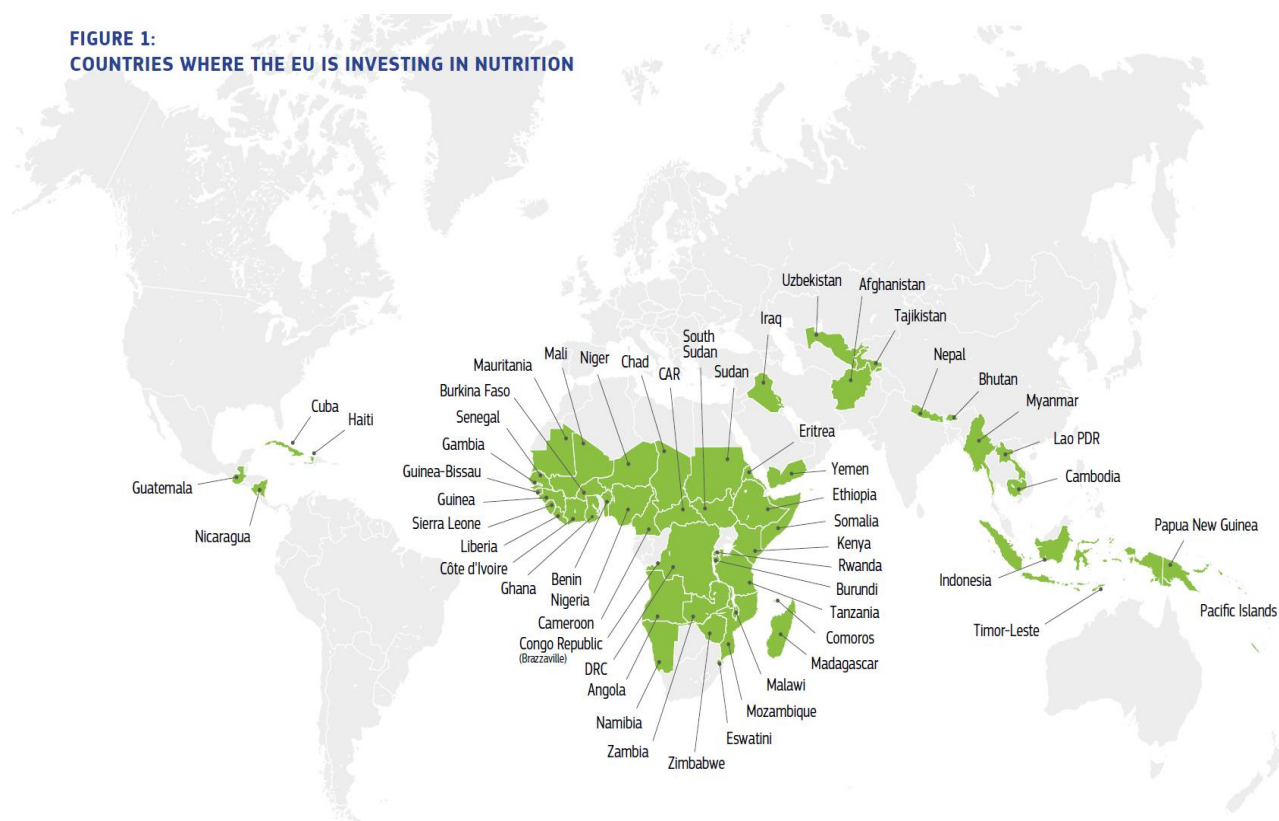 FIGURE 1:
COUNTRIES WHERE THE EU IS INVESTING IN NUTRITION
Uzbekistan
Afghanistan
Iraq
Tajikistan
South
Sudan
Nepal
Mali
Niger
Chad
CAR
Sudan
Mauritania
Bhutan
Burkina Faso
Myanmar
Cuba
Haiti
Senegal
Eritrea
Lao PDR
Gambia
Guinea-Bissau
Yemen
Cambodia
Guatemala
Guinea
Ethiopia
Sierra Leone
Somalia
Papua New Guinea
Nicaragua
Liberia
Kenya
Côte d'Ivoire
Rwanda
Ghana
Benin
Indonesia
Burundi
Nigeria
Tanzania
Pacific Islands
Cameroon
Timor-Leste
Comoros
Congo Republic
(Brazzaville)
Madagascar
DRC
Malawi
Angola
Mozambique
Namibia
Eswatini
Zambia
Zimbabwe